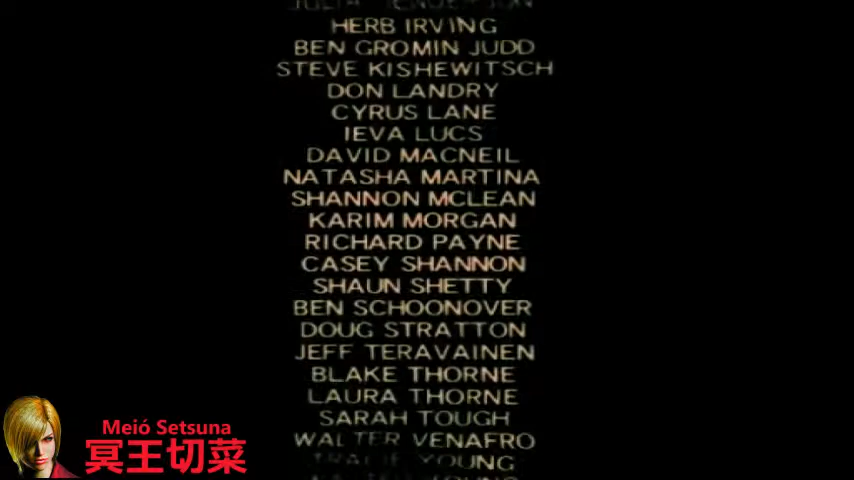 HERB IRVING
BEN GROMIN JUDD
STEVE KISHEWITSCH
DON LANDRY
CYRUS LANE
IEVA LUCS
DAVID MACNEIL
NATASHA MARTINA
SHANNON MCLEAN
KARIM MORGAN
RICHARD PAYNE
CASEY SHANNON
SHAUN SHETTY
BEN SCHOONOVER
DOUG STRATTON
JEFF TERAVAINEN
BLAKE THORNE
LAURA THORNE
SARAH TOUGH
WALTER VENAFRO
TRACIE YOUNG
Meió Setsuna
冥王切菜